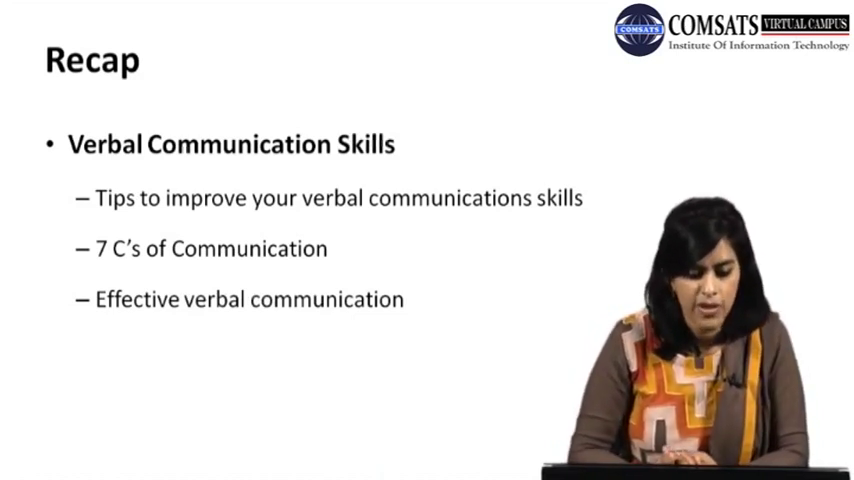 COMSATS VIRTUAL CAMPUS
COMSATS
Institute Of Information Technology
Recap
• Verbal Communication Skills
– Tips to improve your verbal communications skills
– 7 C's of Communication
– Effective verbal communication